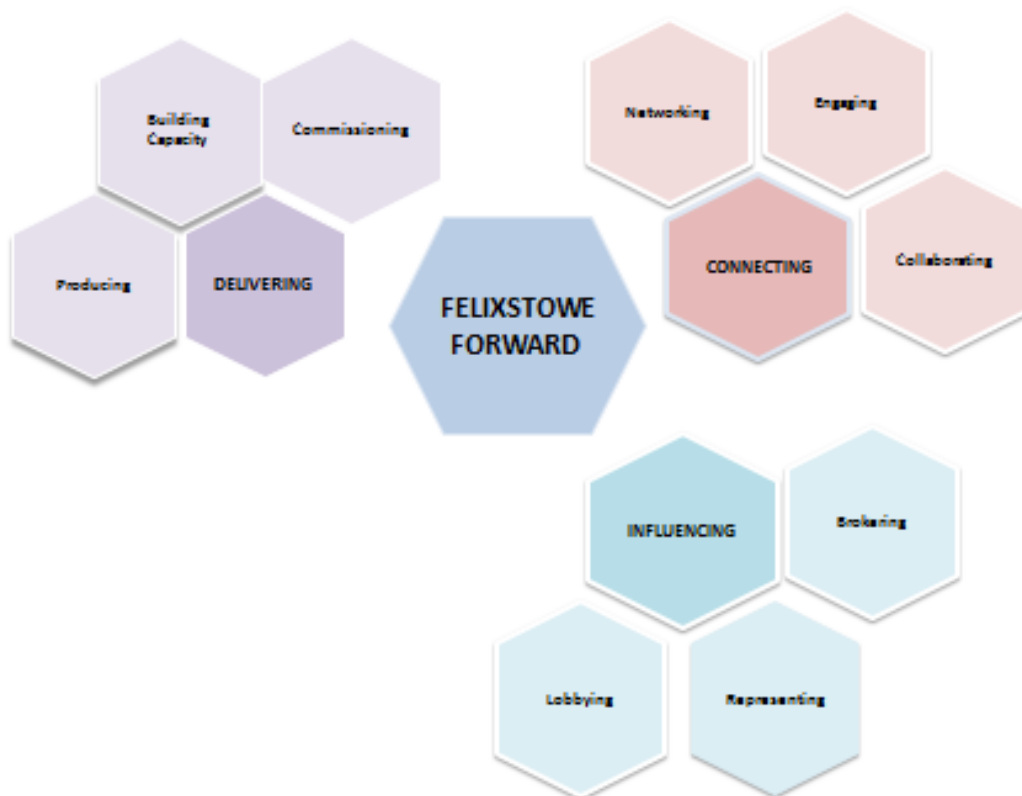 Building
Capacity
Commissioning
Producing
DELIVERING
FELIXSTOWE
FORWARD
Networking
Engaging
CONNECTING
Collaborating
INFLUENCING
Brokering
Lobbying
Representing